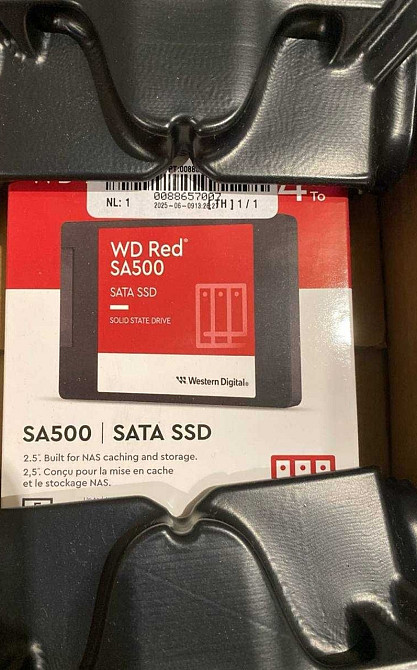 NL: 1
0088657007
2025-06-09
[TH] 1 / 1
4 To
WD Red®
SA500
SATA SSD
SOLID STATE DRIVE
Western Digital®
SA500 | SATA SSD
2.5". Built for NAS caching and storage.
2,5". Conçu pour la mise en cache
et le stockage NAS.